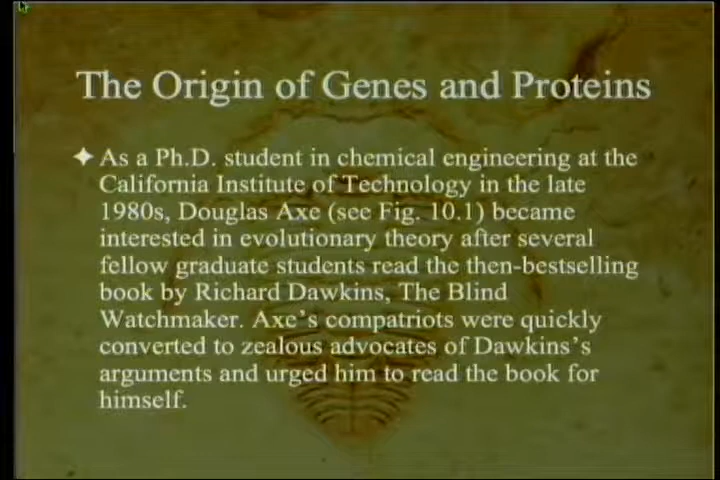 The Origin of Genes and Proteins
As a Ph.D. student in chemical engineering at the
California Institute of Technology in the late
1980s, Douglas Axe (see Fig. 10.1) became
interested in evolutionary theory after several
fellow graduate students read the then-bestselling
book by Richard Dawkins, The Blind
Watchmaker. Axe’s compatriots were quickly
converted to zealous advocates of Dawkins’s
arguments and urged him to read the book for
himself.